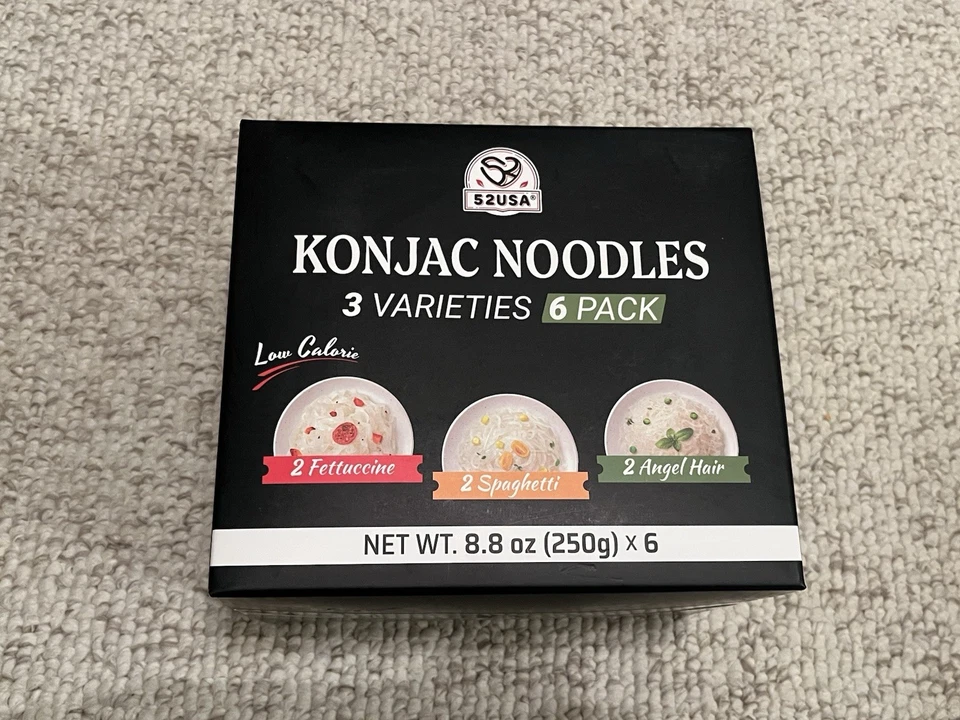 52USA®
KONJAC NOODLES
3 VARIETIES 6 PACK
Low Calorie
2 Fettuccine
2 Spaghetti
2 Angel Hair
NET WT. 8.8 oz (250g) x 6